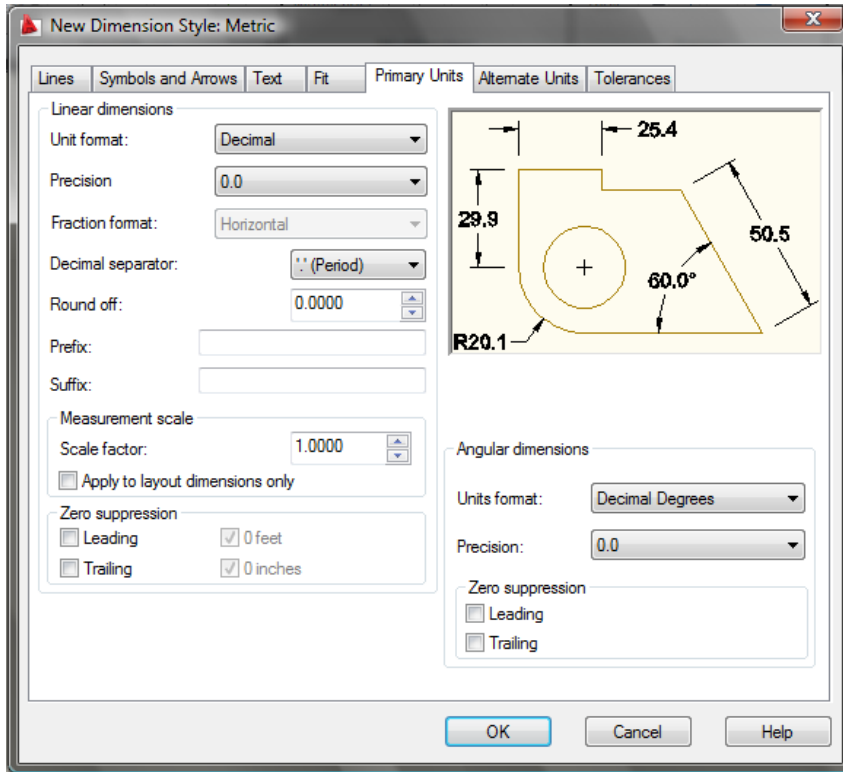 New Dimension Style: Metric
Lines Symbols and Arrows Text Fit Primary Units Alternate Units Tolerances
Linear dimensions
Unit format: Decimal
Precision 0.0
Fraction format: Horizontal
Decimal separator: '.' (Period)
Round off: 0.0000
Prefix:
Suffix:
Measurement scale
Scale factor: 1.0000
Apply to layout dimensions only
Zero suppression
Leading 0 feet
Trailing 0 inches
25.4
29.9
50.5
60.0°
R20.1
Angular dimensions
Units format: Decimal Degrees
Precision: 0.0
Zero suppression
Leading
Trailing
OK Cancel Help